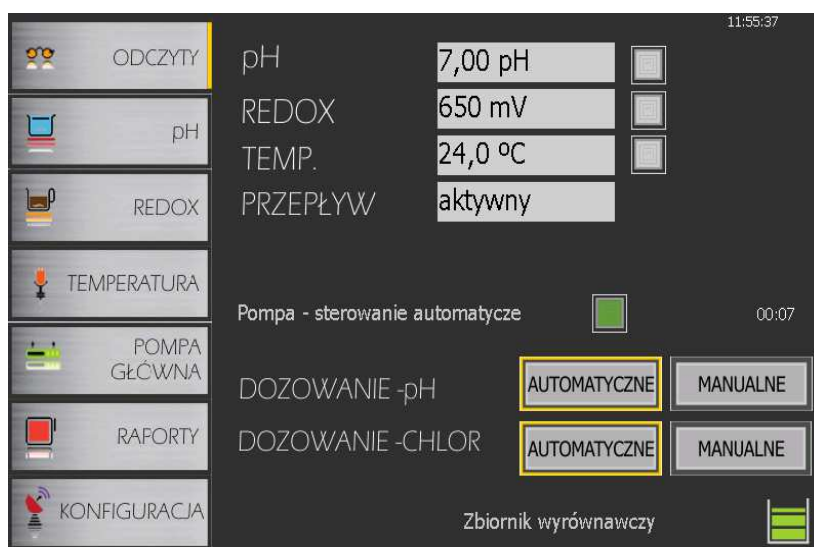 11:55:37
ODCZYTY
pH
REDOX
TEMPERATURA
POMPA
GŁÓWNA
RAPORTY
KONFIGURACJA
pH 7,00 pH
REDOX 650 mV
TEMP. 24,0 ºC
PRZEPŁYW aktywny
Pompa - sterowanie automatycze 00:07
DOZOWANIE -pH AUTOMATYCZNE MANUALNE
DOZOWANIE -CHLOR AUTOMATYCZNE MANUALNE
Zbiornik wyrównawczy